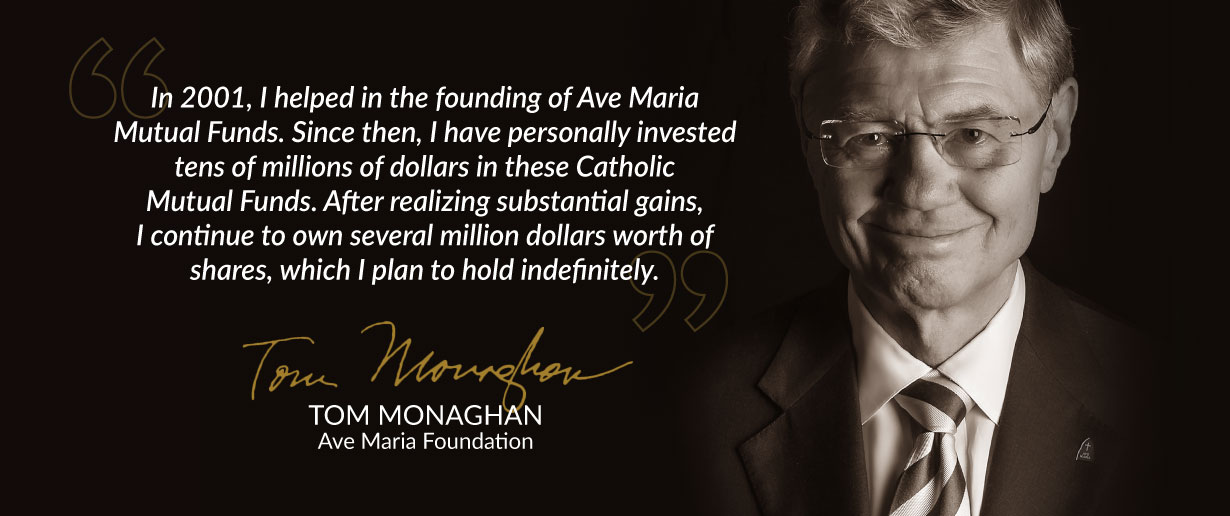 “In 2001, I helped in the founding of Ave Maria
Mutual Funds. Since then, I have personally invested
tens of millions of dollars in these Catholic
Mutual Funds. After realizing substantial gains,
I continue to own several million dollars worth of
shares, which I plan to hold indefinitely.”
Tom Monaghan
TOM MONAGHAN
Ave Maria Foundation